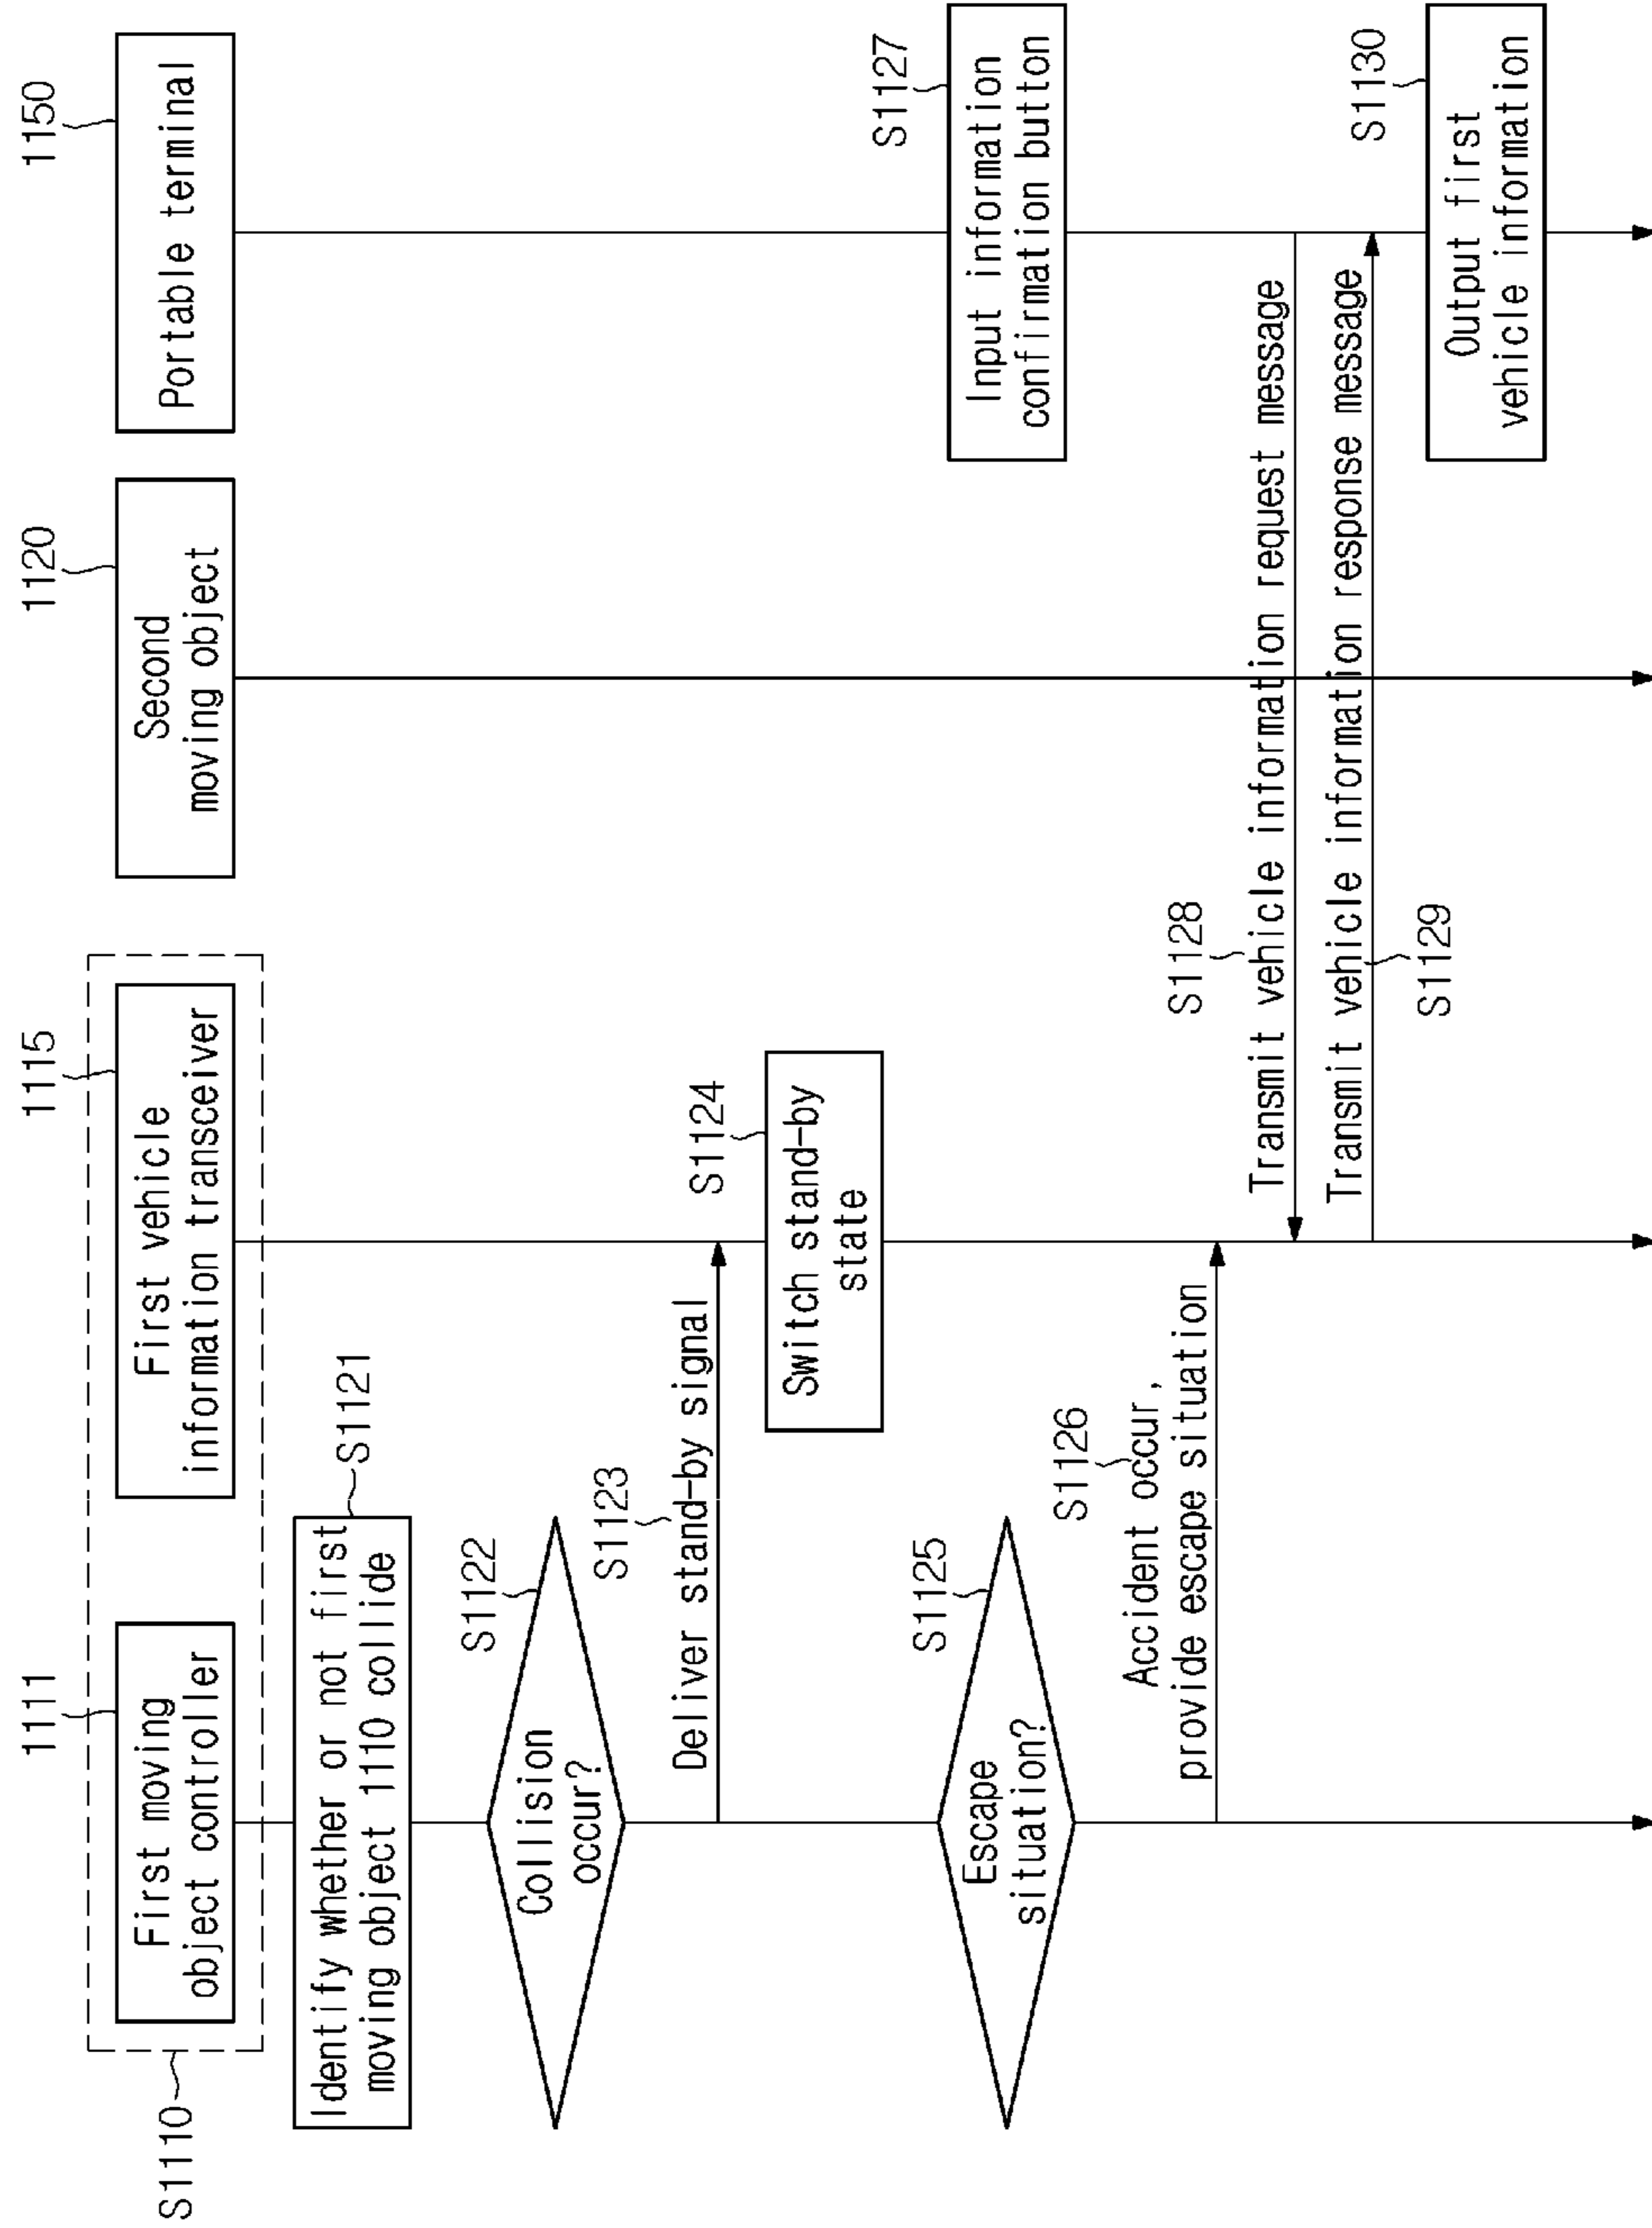 S1110
1111
1115
1120
1150
First moving
object controller
First vehicle
information transceiver
Second
moving object
Portable terminal
S1121
Identify whether or not first
moving object 1110 collide
S1122
Collision
occur?
S1123
Deliver stand-by signal
S1124
Switch stand-by
state
S1125
Escape
situation?
S1127
Input information
confirmation button
S1126
Accident occur,
provide escape situation
S1128
Transmit vehicle information request message
Transmit vehicle information response message
S1129
S1130
Output first
vehicle information